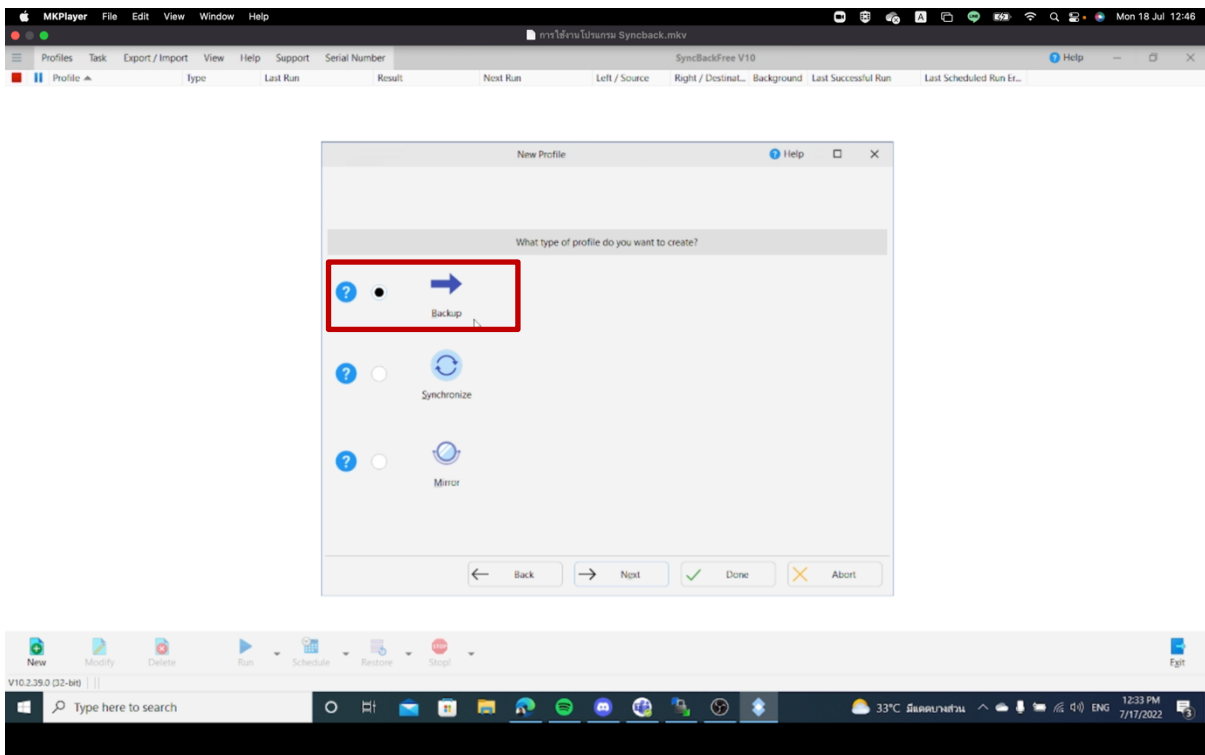 MKPlayer File Edit View Window Help A Mon 18 Jul 12:46
การใช้งานโปรแกรม Syncback.mkv
Profiles Task Export / Import View Help Support Serial Number SyncBackFree V10 Help
Profile Type Last Run Result Next Run Left / Source Right / Destinat... Background Last Successful Run Last Scheduled Run Er...
New Profile Help
What type of profile do you want to create?
Backup
Synchronize
Mirror
Back Next Done Abort
New Modify Delete Run Schedule Restore Stop! Exit
V10.2.39.0 (32-bit)
Type here to search 33°C มีแดดบางส่วน ENG 12:33 PM
7/17/2022